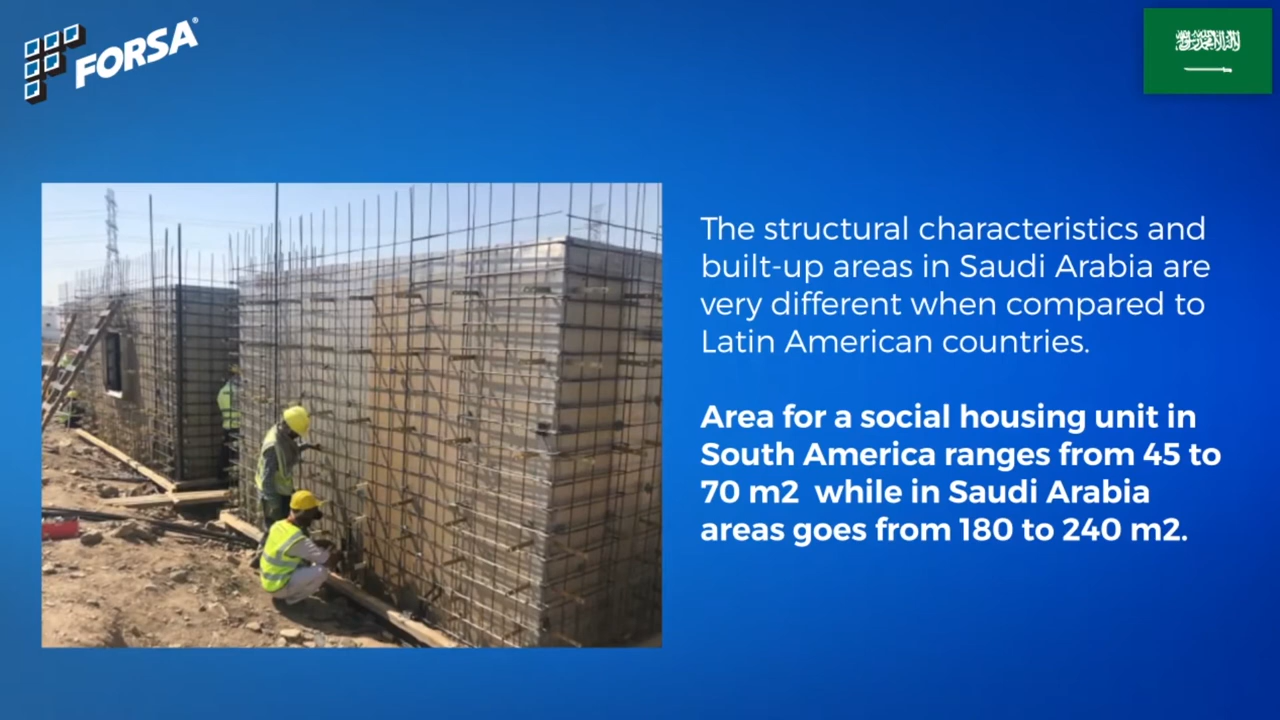 FORSA®
The structural characteristics and
built-up areas in Saudi Arabia are
very different when compared to
Latin American countries.
Area for a social housing unit in
South America ranges from 45 to
70 m2  while in Saudi Arabia
areas goes from 180 to 240 m2.